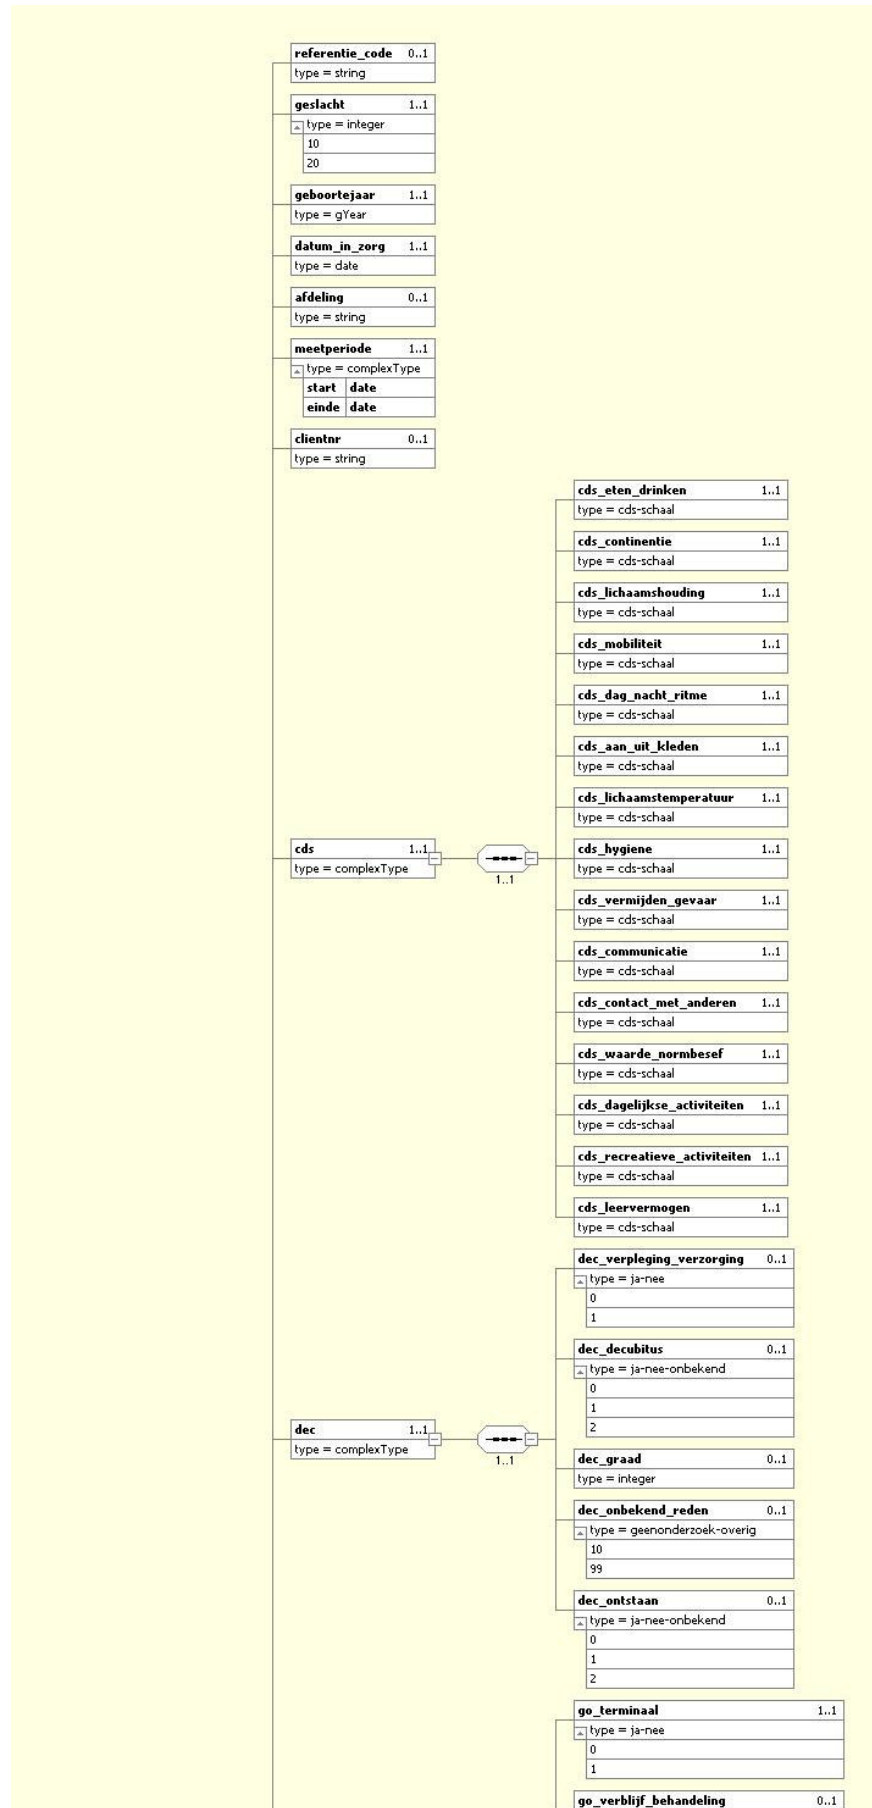 referentie_code 0..1
type = string
geslacht 1..1
type = integer
10
20
geboortejaar 1..1
type = gYear
datum_in_zorg 1..1
type = date
afdeling 0..1
type = string
meetperiode 1..1
type = complexType
start date
einde date
clientnr 0..1
type = string
cds_eten_drinken 1..1
type = cds-schaal
cds_continentie 1..1
type = cds-schaal
cds_lichaamshouding 1..1
type = cds-schaal
cds_mobiliteit 1..1
type = cds-schaal
cds_dag_nacht_ritme 1..1
type = cds-schaal
cds_aan_uit_kleden 1..1
type = cds-schaal
cds_lichaamstemperatuur 1..1
type = cds-schaal
cds 1..1
type = complexType
1..1
cds_hygiene 1..1
type = cds-schaal
cds_vermijden_gevaar 1..1
type = cds-schaal
cds_communicatie 1..1
type = cds-schaal
cds_contact_met_anderen 1..1
type = cds-schaal
cds_waarde_normbesef 1..1
type = cds-schaal
cds_dagelijkse_activiteiten 1..1
type = cds-schaal
cds_recreatieve_activiteiten 1..1
type = cds-schaal
cds_leervermogen 1..1
type = cds-schaal
dec_verpleging_verzorging 0..1
type = ja-nee
0
1
dec_decubitus 0..1
type = ja-nee-onbekend
0
1
2
dec 1..1
type = complexType
1..1
dec_graad 0..1
type = integer
dec_onbekend_reden 0..1
type = geenonderzoek-overig
10
99
dec_ontstaan 0..1
type = ja-nee-onbekend
0
1
2
go_terminaal 1..1
type = ja-nee
0
1
go_verblijf_behandeling 0..1